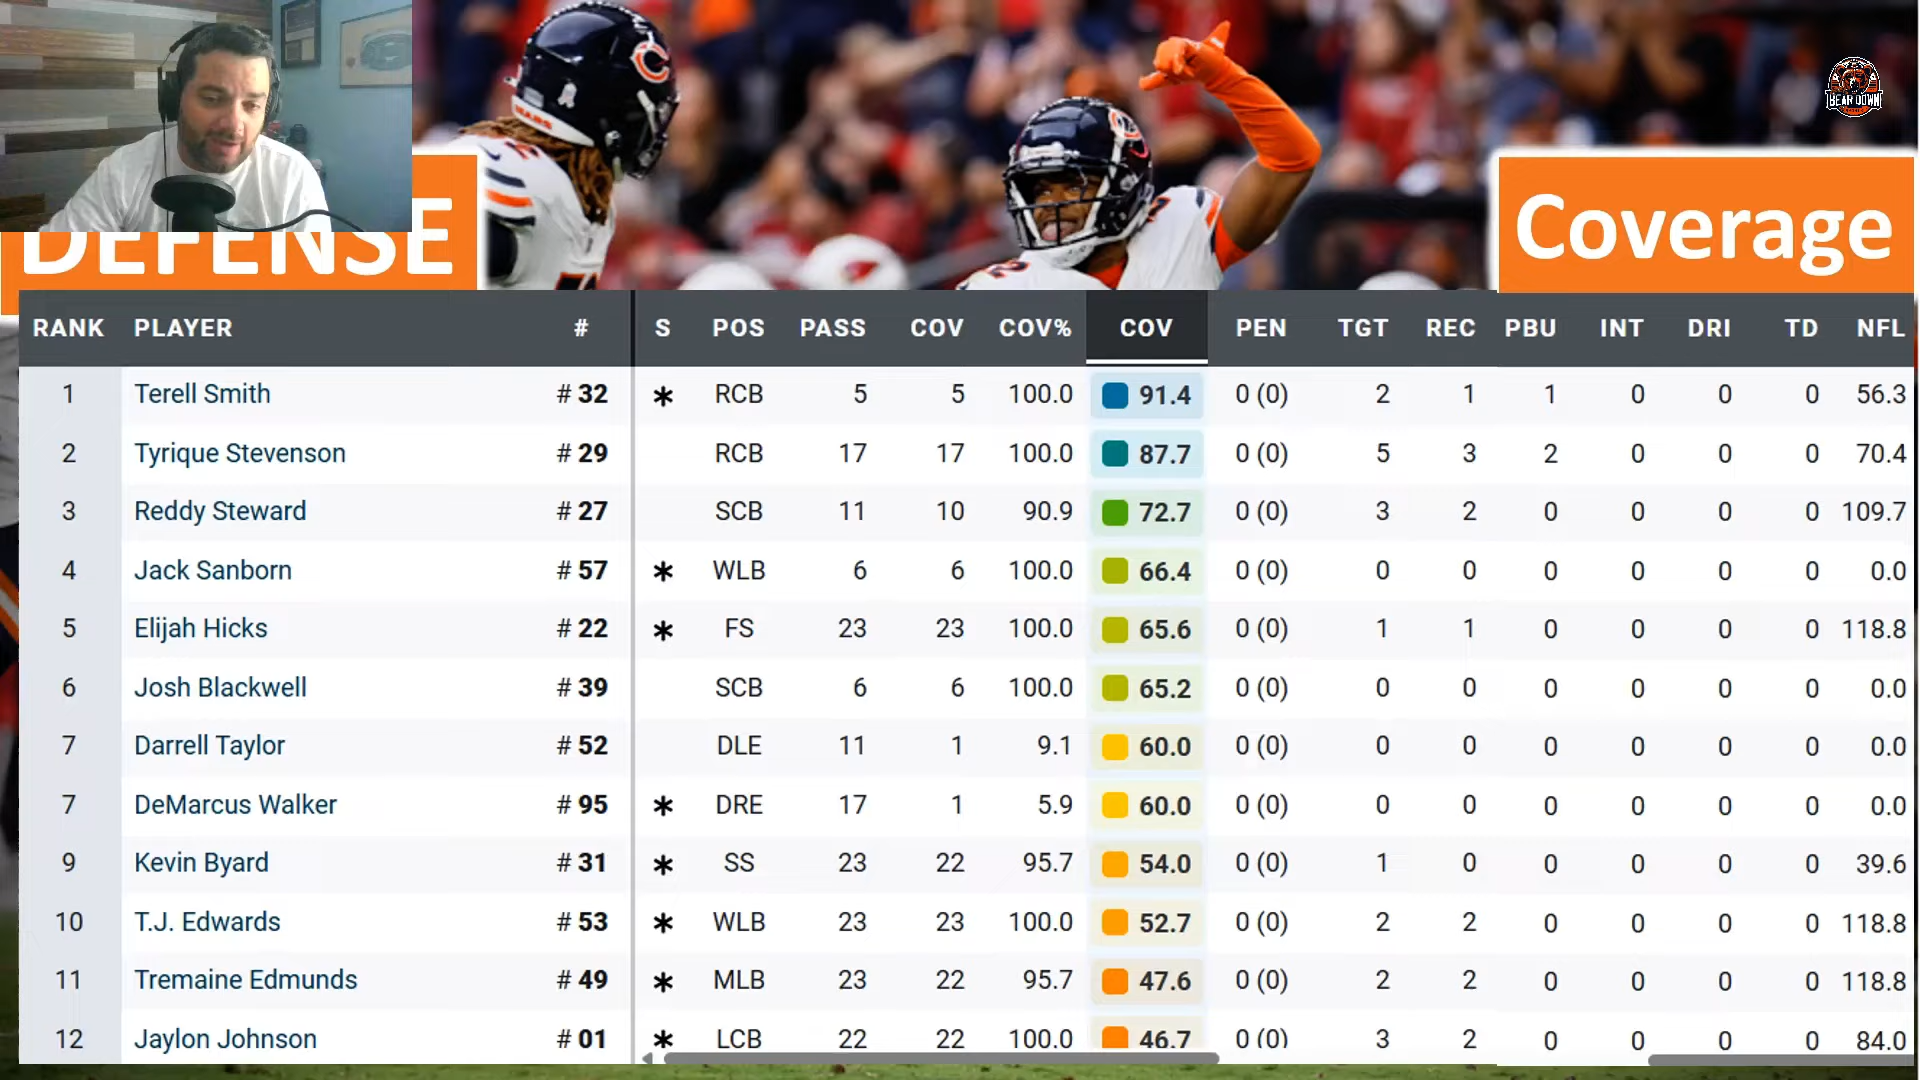 BEAR DOWN
DEFENSE
Coverage
RANK PLAYER # S POS PASS COV COV% COV PEN TGT REC PBU INT DRI TD NFL
1 Terell Smith # 32 * RCB 5 5 100.0 91.4 0 (0) 2 1 1 0 0 0 56.3
2 Tyrique Stevenson # 29 RCB 17 17 100.0 87.7 0 (0) 5 3 2 0 0 0 70.4
3 Reddy Steward # 27 SCB 11 10 90.9 72.7 0 (0) 3 2 0 0 0 0 109.7
4 Jack Sanborn # 57 * WLB 6 6 100.0 66.4 0 (0) 0 0 0 0 0 0 0.0
5 Elijah Hicks # 22 * FS 23 23 100.0 65.6 0 (0) 1 1 0 0 0 0 118.8
6 Josh Blackwell # 39 SCB 6 6 100.0 65.2 0 (0) 0 0 0 0 0 0 0.0
7 Darrell Taylor # 52 DLE 11 1 9.1 60.0 0 (0) 0 0 0 0 0 0 0.0
7 DeMarcus Walker # 95 * DRE 17 1 5.9 60.0 0 (0) 0 0 0 0 0 0 0.0
9 Kevin Byard # 31 * SS 23 22 95.7 54.0 0 (0) 1 0 0 0 0 0 39.6
10 T.J. Edwards # 53 * WLB 23 23 100.0 52.7 0 (0) 2 2 0 0 0 0 118.8
11 Tremaine Edmunds # 49 * MLB 23 22 95.7 47.6 0 (0) 2 2 0 0 0 0 118.8
12 Jaylon Johnson # 01 * LCB 22 22 100.0 46.7 0 (0) 3 2 0 0 0 0 84.0